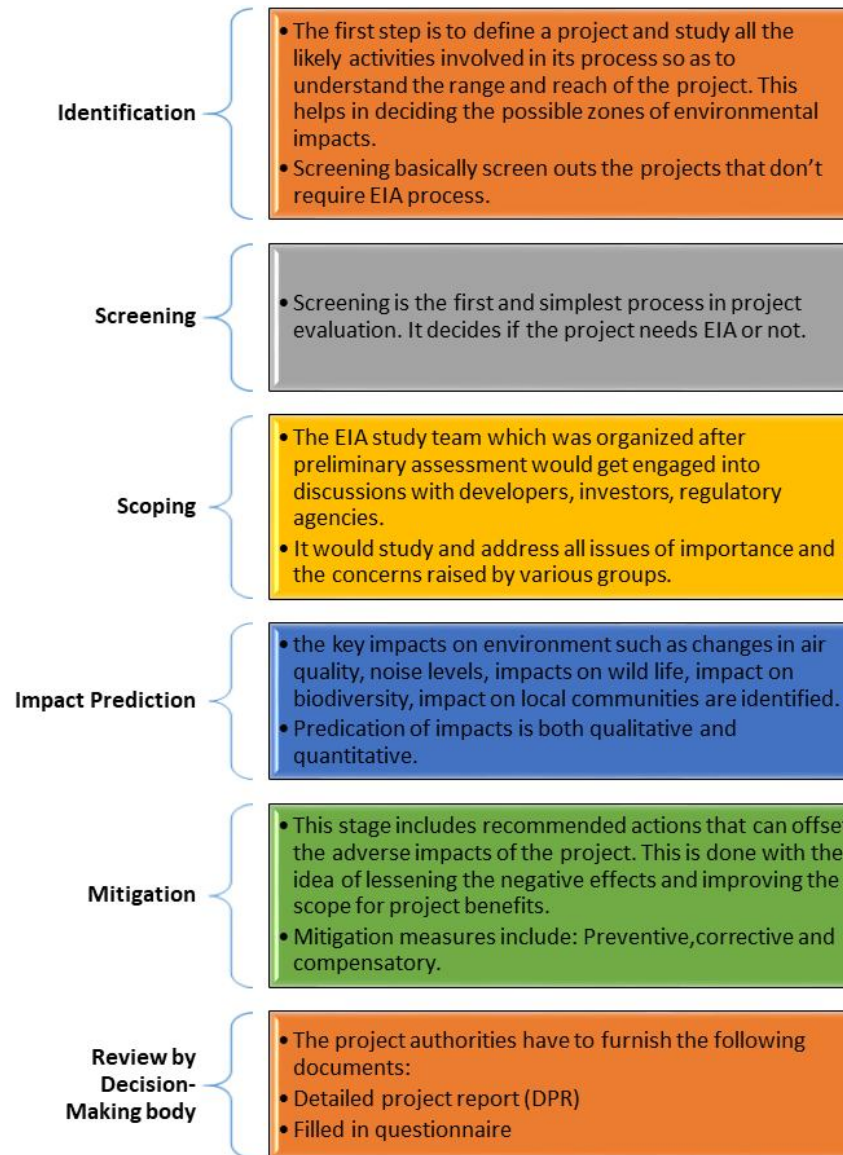 Identification
• The first step is to define a project and study all the
likely activities involved in its process so as to
understand the range and reach of the project. This
helps in deciding the possible zones of environmental
impacts.
• Screening basically screen outs the projects that don't
require EIA process.
Screening
• Screening is the first and simplest process in project
evaluation. It decides if the project needs EIA or not.
Scoping
• The EIA study team which was organized after
preliminary assessment would get engaged into
discussions with developers, investors, regulatory
agencies.
• It would study and address all issues of importance and
the concerns raised by various groups.
Impact Prediction
• the key impacts on environment such as changes in air
quality, noise levels, impacts on wild life, impact on
biodiversity, impact on local communities are identified.
• Predication of impacts is both qualitative and
quantitative.
Mitigation
• This stage includes recommended actions that can offset
the adverse impacts of the project. This is done with the
idea of lessening the negative effects and improving the
scope for project benefits.
• Mitigation measures include: Preventive,corrective and
compensatory.
Review by
Decision-
Making body
• The project authorities have to furnish the following
documents:
• Detailed project report (DPR)
• Filled in questionnaire